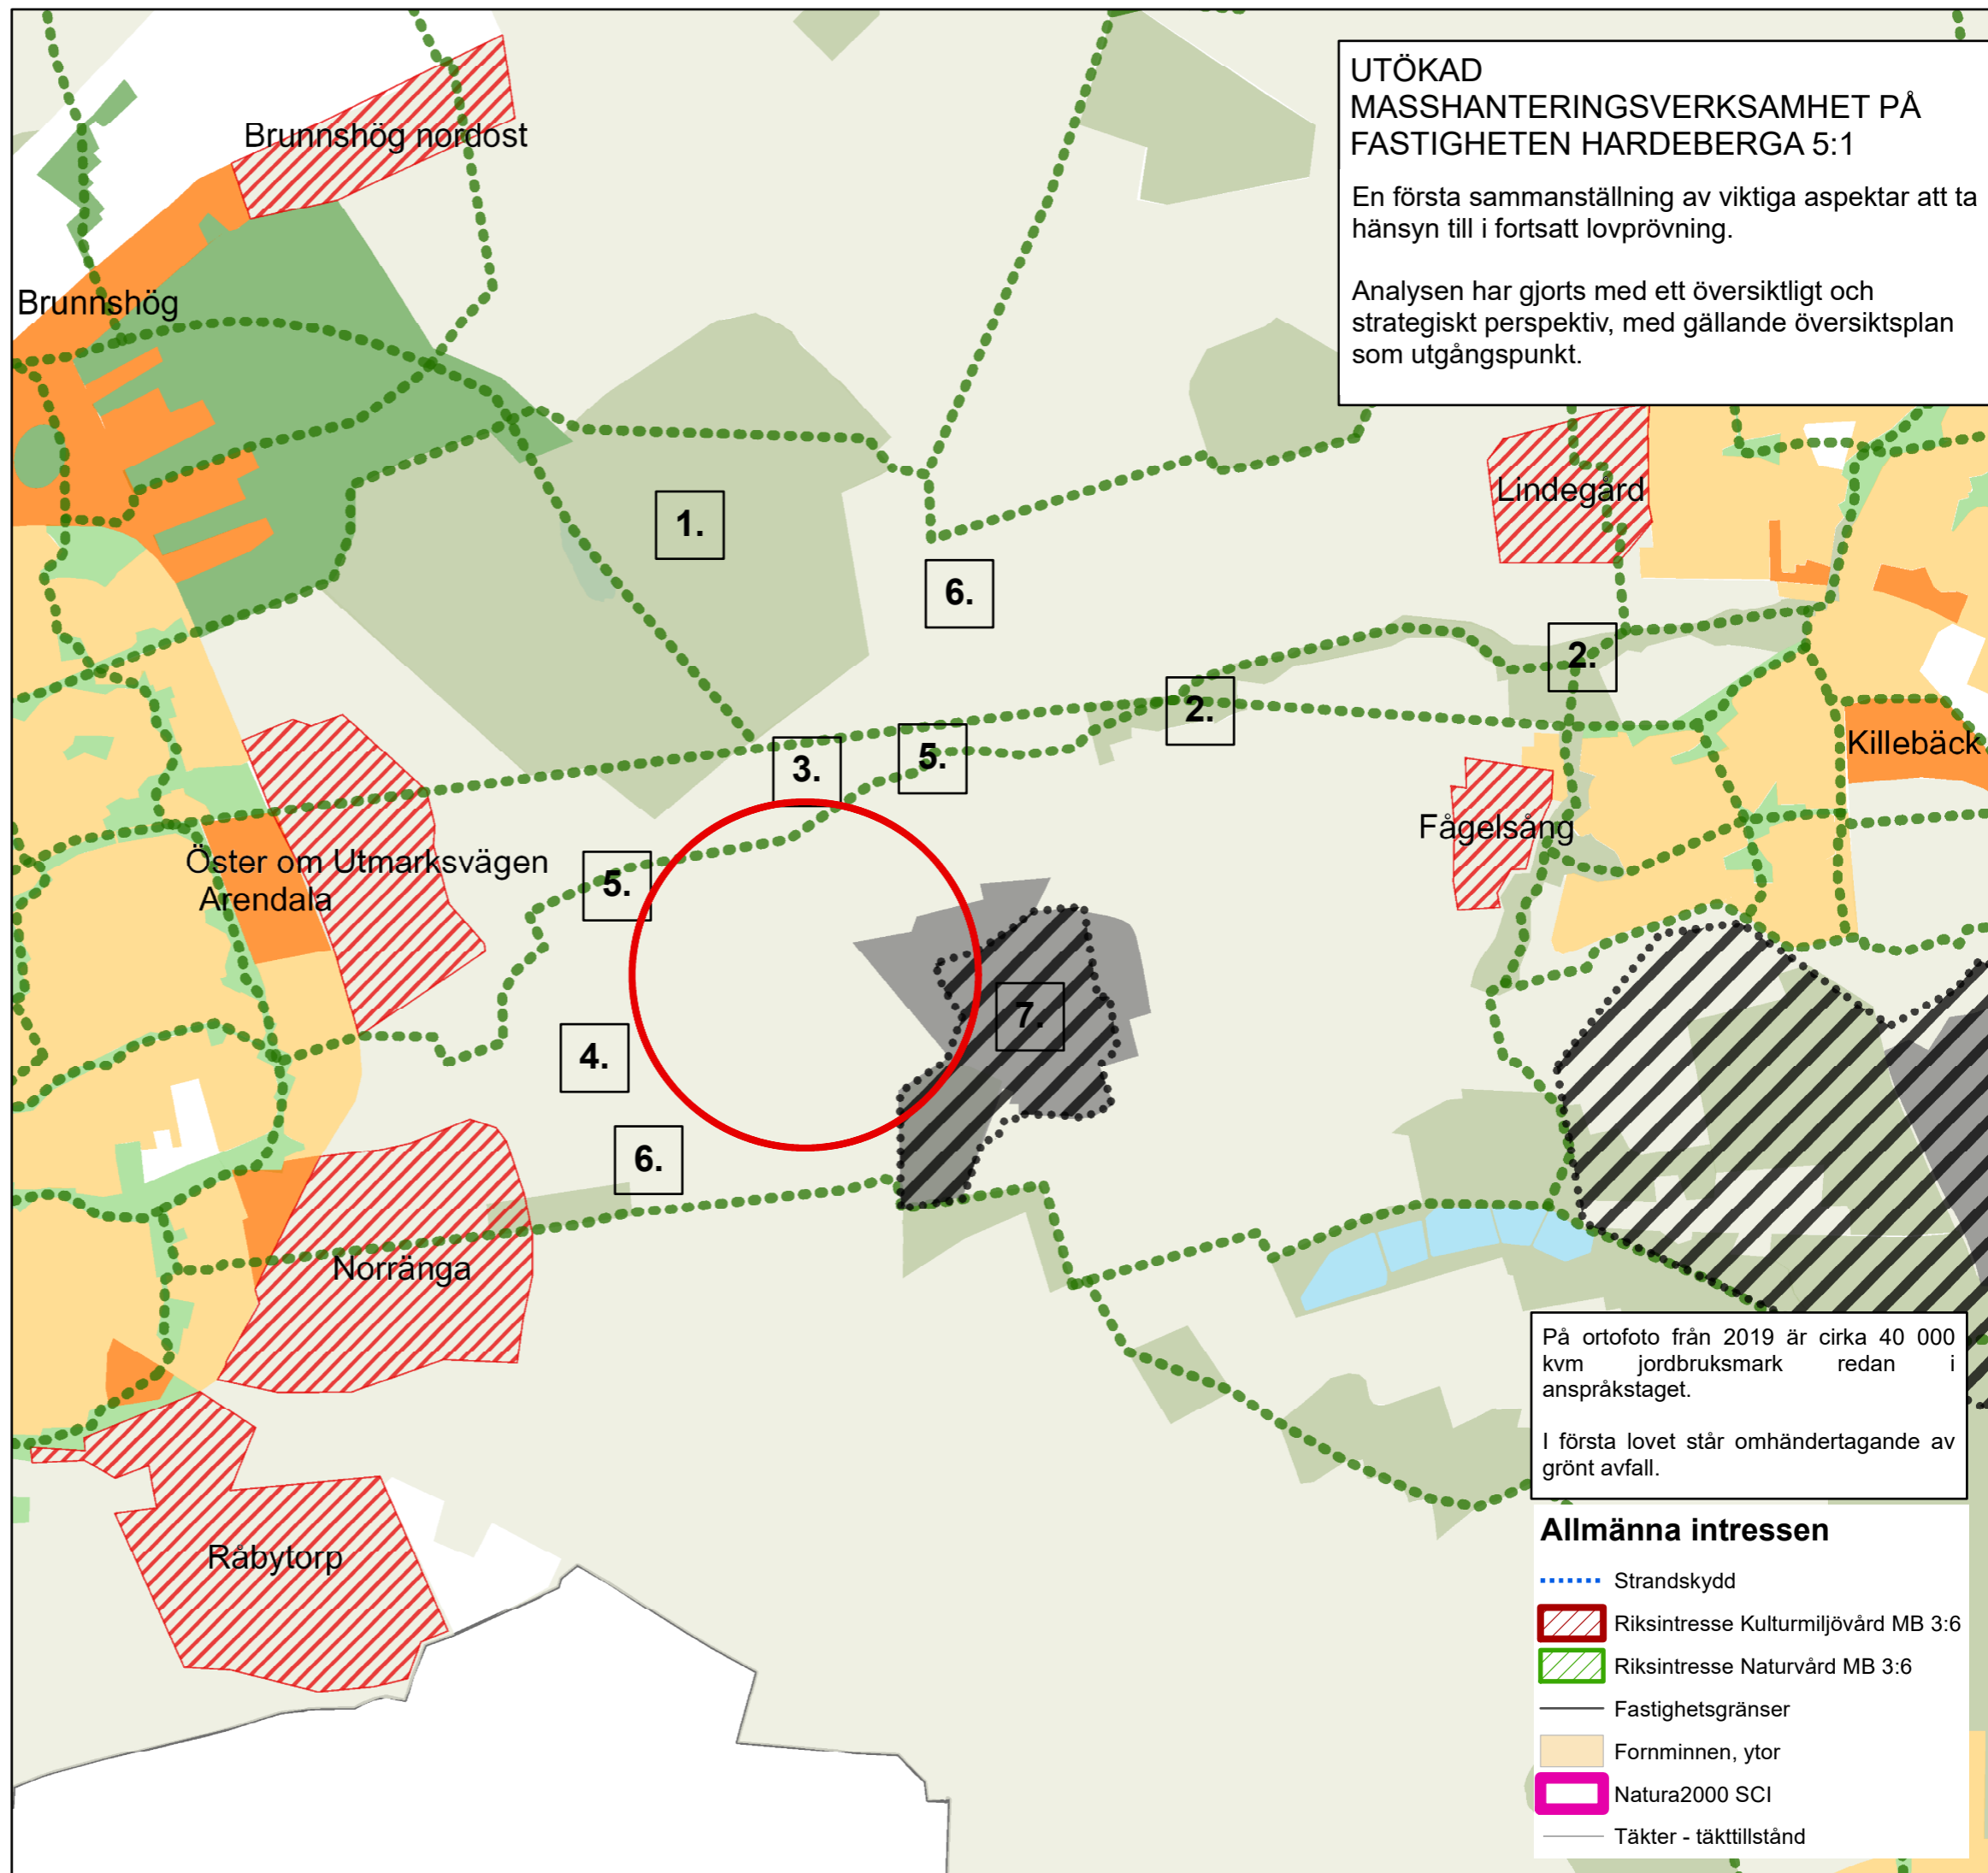 UTÖKAD
MASSHANTERINGSVERKSAMHET PÅ
FASTIGHETEN HARDEBERGA 5:1
En första sammanställning av viktiga aspektar att ta
hänsyn till i fortsatt lovprövning.
Analysen har gjorts med ett översiktligt och
strategiskt perspektiv, med gällande översiktsplan
som utgångspunkt.
Brunnshög nordost
Brunnshög
Lindegård
1.
6.
2.
2.
Killebäck
3.
5.
Fågelsång
Öster om Utmarksvägen
Arendala
5.
7.
4.
6.
Norränga
Råbytorp
På ortofoto från 2019 är cirka 40 000
kvm jordbruksmark redan i
anspråkstaget.
I första lovet står omhändertagande av
grönt avfall.
Allmänna intressen
Strandskydd
Riksintresse Kulturmiljövård MB 3:6
Riksintresse Naturvård MB 3:6
Fastighetsgränser
Fornminnen, ytor
Natura2000 SCI
Täkter - täkttillstånd